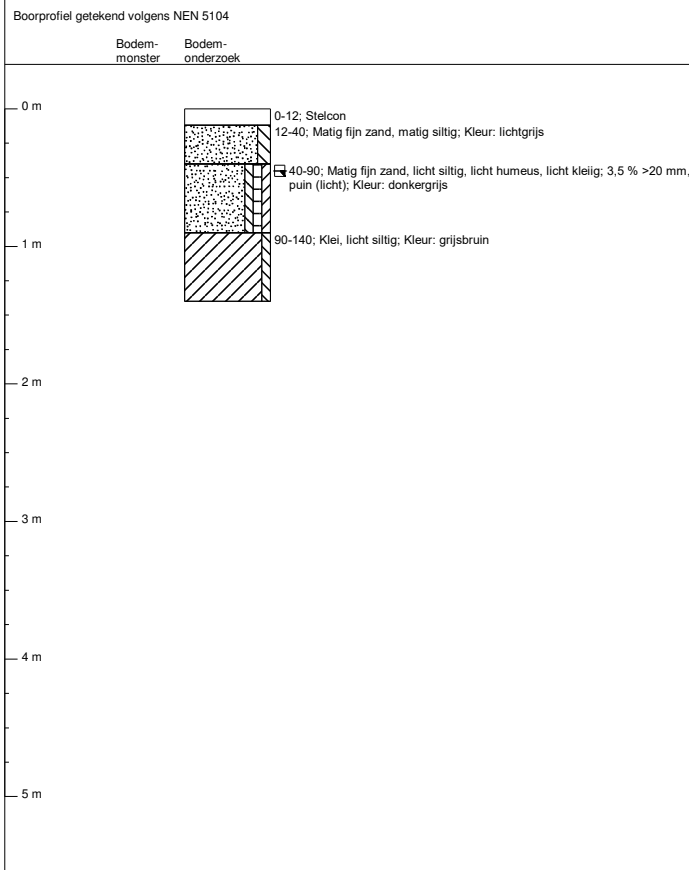 Boorprofiel getekend volgens NEN 5104
Bodem-
monster
Bodem-
onderzoek
0 m
0-12; Stelcon
12-40; Matig fijn zand, matig siltig; Kleur: lichtgrijs
40-90; Matig fijn zand, licht siltig, licht humeus, licht kleiig; 3,5 % >20 mm,
puin (licht); Kleur: donkergrijs
1 m
90-140; Klei, licht siltig; Kleur: grijsbruin
2 m
3 m
4 m
5 m